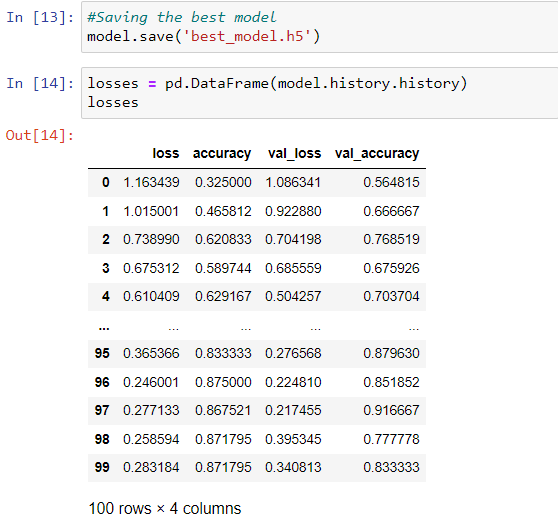 In [13]: #Saving the best model
model.save('best_model.h5')
In [14]: losses = pd.DataFrame(model.history.history)
losses
Out[14]:
loss accuracy val_loss val_accuracy
0 1.163439 0.325000 1.086341 0.564815
1 1.015001 0.465812 0.922880 0.666667
2 0.738990 0.620833 0.704198 0.768519
3 0.675312 0.589744 0.685559 0.675926
4 0.610409 0.629167 0.504257 0.703704
... ... ... ... ...
95 0.365366 0.833333 0.276568 0.879630
96 0.246001 0.875000 0.224810 0.851852
97 0.277133 0.867521 0.217455 0.916667
98 0.258594 0.871795 0.395345 0.777778
99 0.283184 0.871795 0.340813 0.833333
100 rows × 4 columns